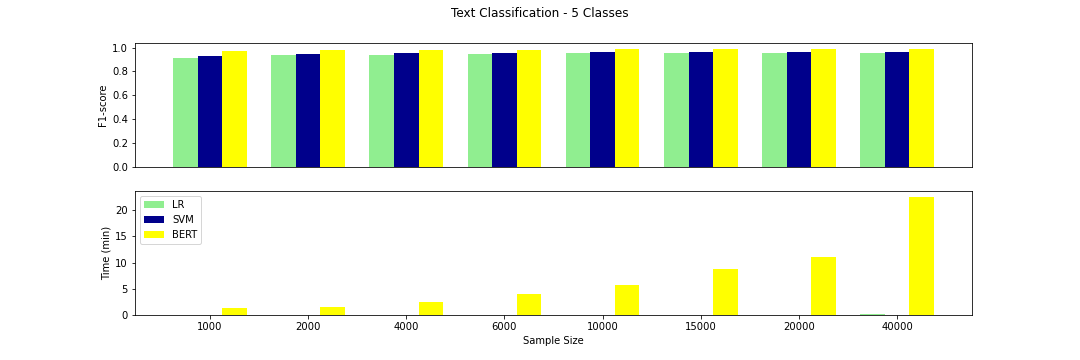 Text Classification - 5 Classes
1.0
0.8
0.6
0.4
0.2
0.0
F1-score
LR
SVM
BERT
20
15
10
5
0
Time (min)
1000 2000 4000 6000 10000 15000 20000 40000
Sample Size